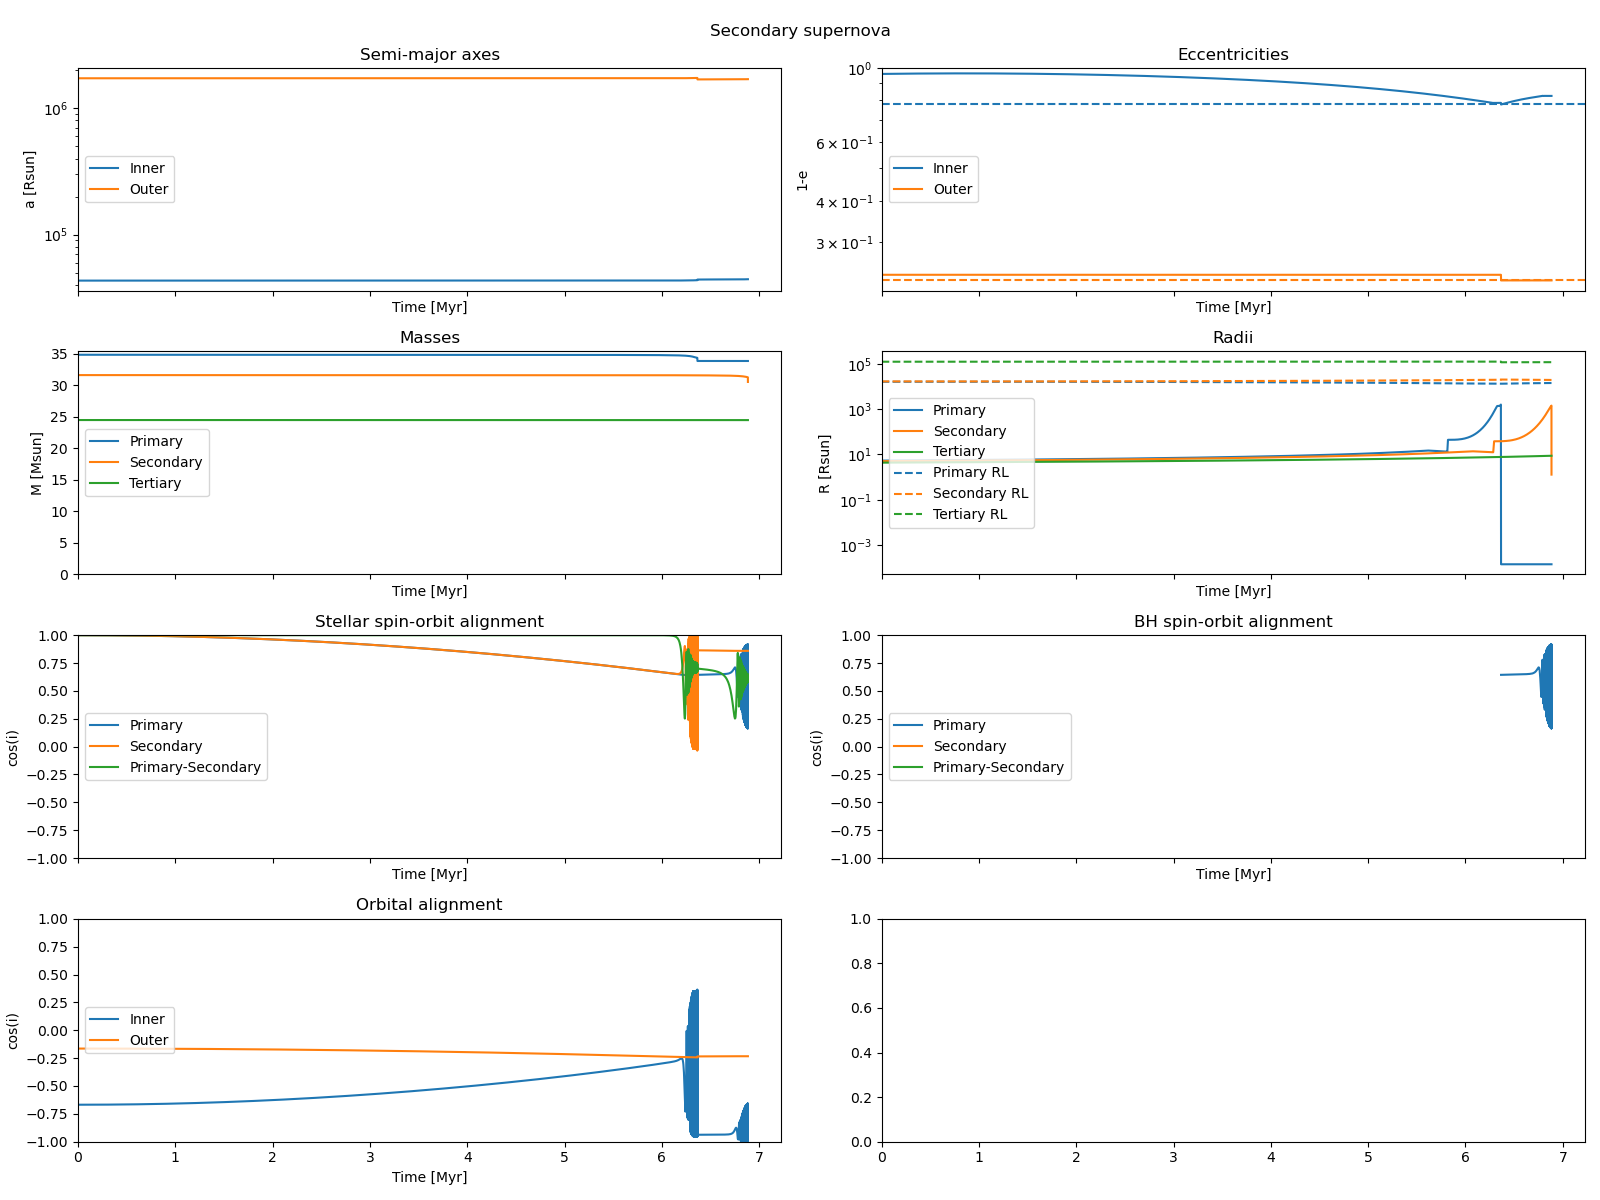 Secondary supernova
Semi-major axes
a [Rsun]
10^6
10^5
Inner
Outer
Time [Myr]
Eccentricities
1-e
10^0
6 × 10^-1
4 × 10^-1
3 × 10^-1
Inner
Outer
Time [Myr]
Masses
M [Msun]
35
30
25
20
15
10
5
0
Primary
Secondary
Tertiary
Time [Myr]
Radii
R [Rsun]
10^5
10^3
10^1
10^-1
10^-3
Primary
Secondary
Tertiary
Primary RL
Secondary RL
Tertiary RL
Time [Myr]
Stellar spin-orbit alignment
cos(i)
1.00
0.75
0.50
0.25
0.00
−0.25
−0.50
−0.75
−1.00
Primary
Secondary
Primary-Secondary
Time [Myr]
BH spin-orbit alignment
cos(i)
1.00
0.75
0.50
0.25
0.00
−0.25
−0.50
−0.75
−1.00
Primary
Secondary
Primary-Secondary
Time [Myr]
Orbital alignment
cos(i)
1.00
0.75
0.50
0.25
0.00
−0.25
−0.50
−0.75
−1.00
Inner
Outer
0 1 2 3 4 5 6 7
Time [Myr]
1.0
0.8
0.6
0.4
0.2
0.0
0 1 2 3 4 5 6 7